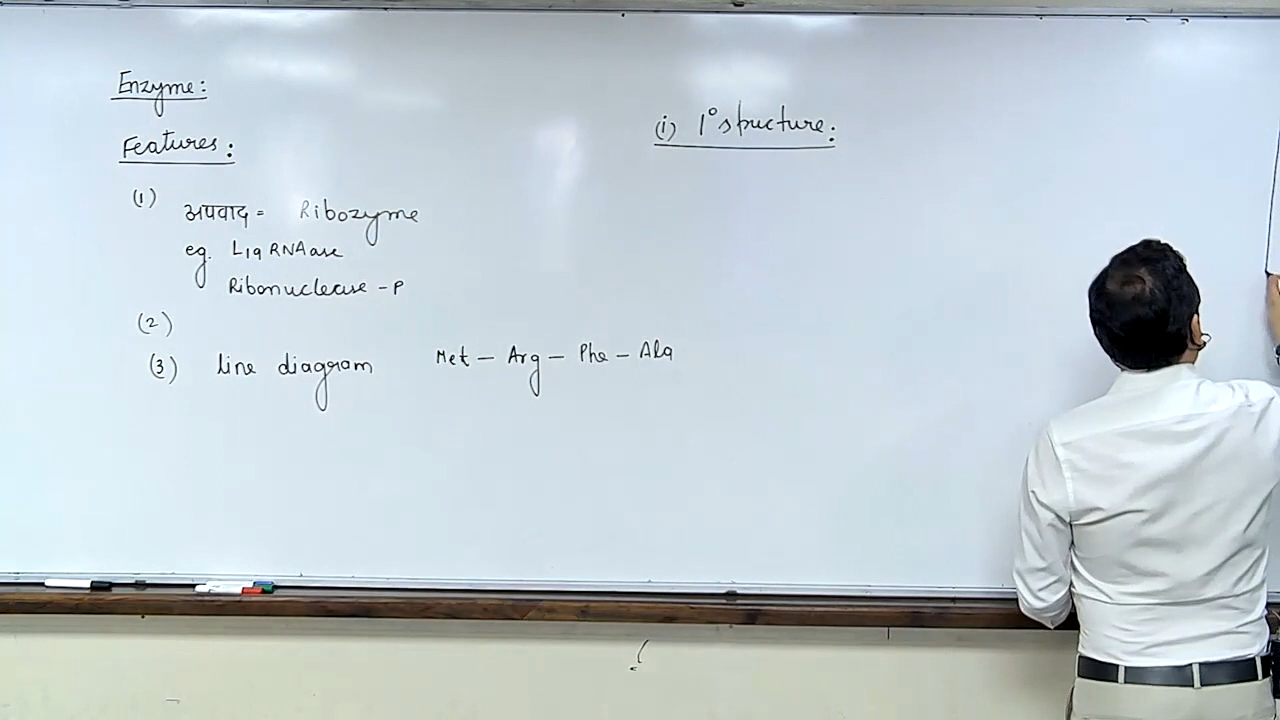 Enzyme:
Features:
(1) अपवाद = Ribozyme
eg. L19 RNAase
Ribonuclease - P
(2)
(3) line diagram Met - Arg - Phe - Ala
(i) 1° structure: